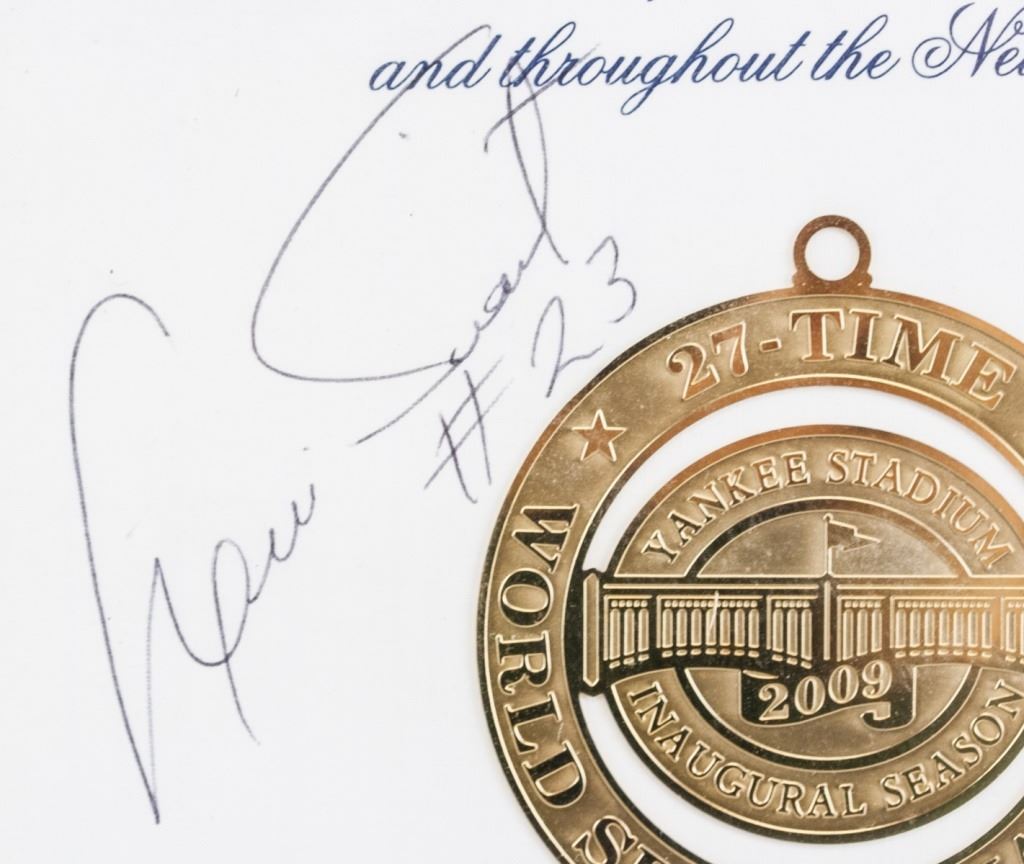 and throughout the
#23
27-TIME
WORLD
YANKEE STADIUM
2009
INAUGURAL SEASON